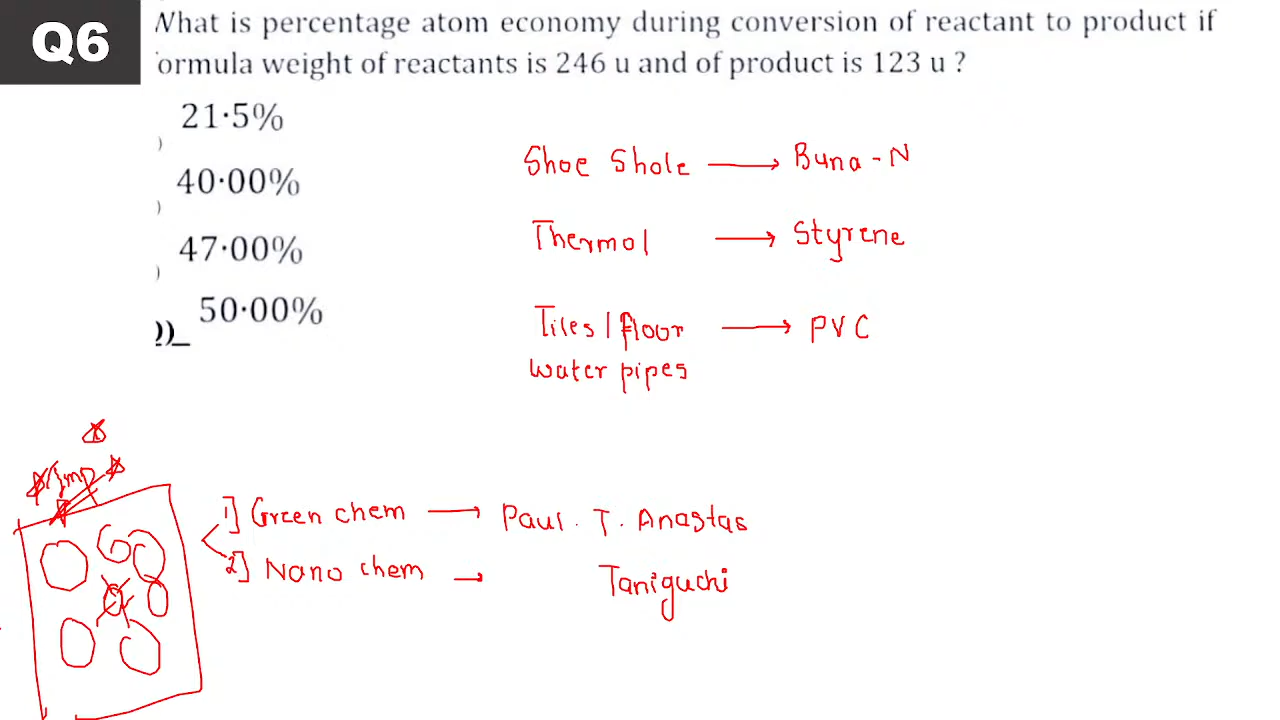 Q6
What is percentage atom economy during conversion of reactant to product if
ormula weight of reactants is 246 u and of product is 123 u ?
21·5%
)
40·00%
)
47·00%
)
50·00%
))_
Shoe Shole → Buna-N
Thermol → Styrene
Tiles/floor → PVC
water pipes
Imp
1] Green chem → Paul. T. Anastas
2] Nano chem → Taniguchi